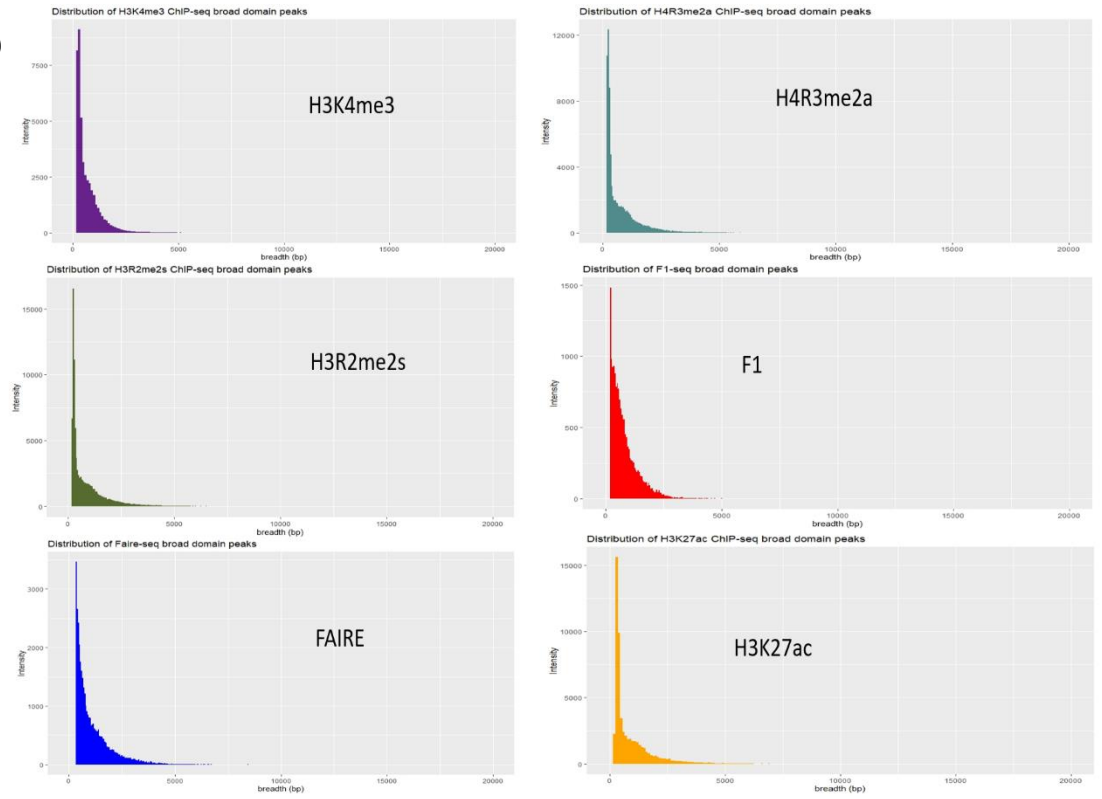 Distribution of H3K4me3 ChIP-seq broad domain peaks
Intensity
7500
5000
2500
0
H3K4me3
0 5000 10000 15000 20000
breadth (bp)
Distribution of H4R3me2a ChIP-seq broad domain peaks
Intensity
12000
8000
4000
0
H4R3me2a
0 5000 10000 15000 20000
breadth (bp)
Distribution of H3R2me2s ChIP-seq broad domain peaks
Intensity
15000
10000
5000
0
H3R2me2s
0 5000 10000 15000 20000
breadth (bp)
Distribution of F1-seq broad domain peaks
Intensity
1500
1000
500
0
F1
0 5000 10000 15000 20000
breadth (bp)
Distribution of Faire-seq broad domain peaks
Intensity
3000
2000
1000
0
FAIRE
0 5000 10000 15000 20000
breadth (bp)
Distribution of H3K27ac ChIP-seq broad domain peaks
Intensity
15000
10000
5000
0
H3K27ac
0 5000 10000 15000 20000
breadth (bp)